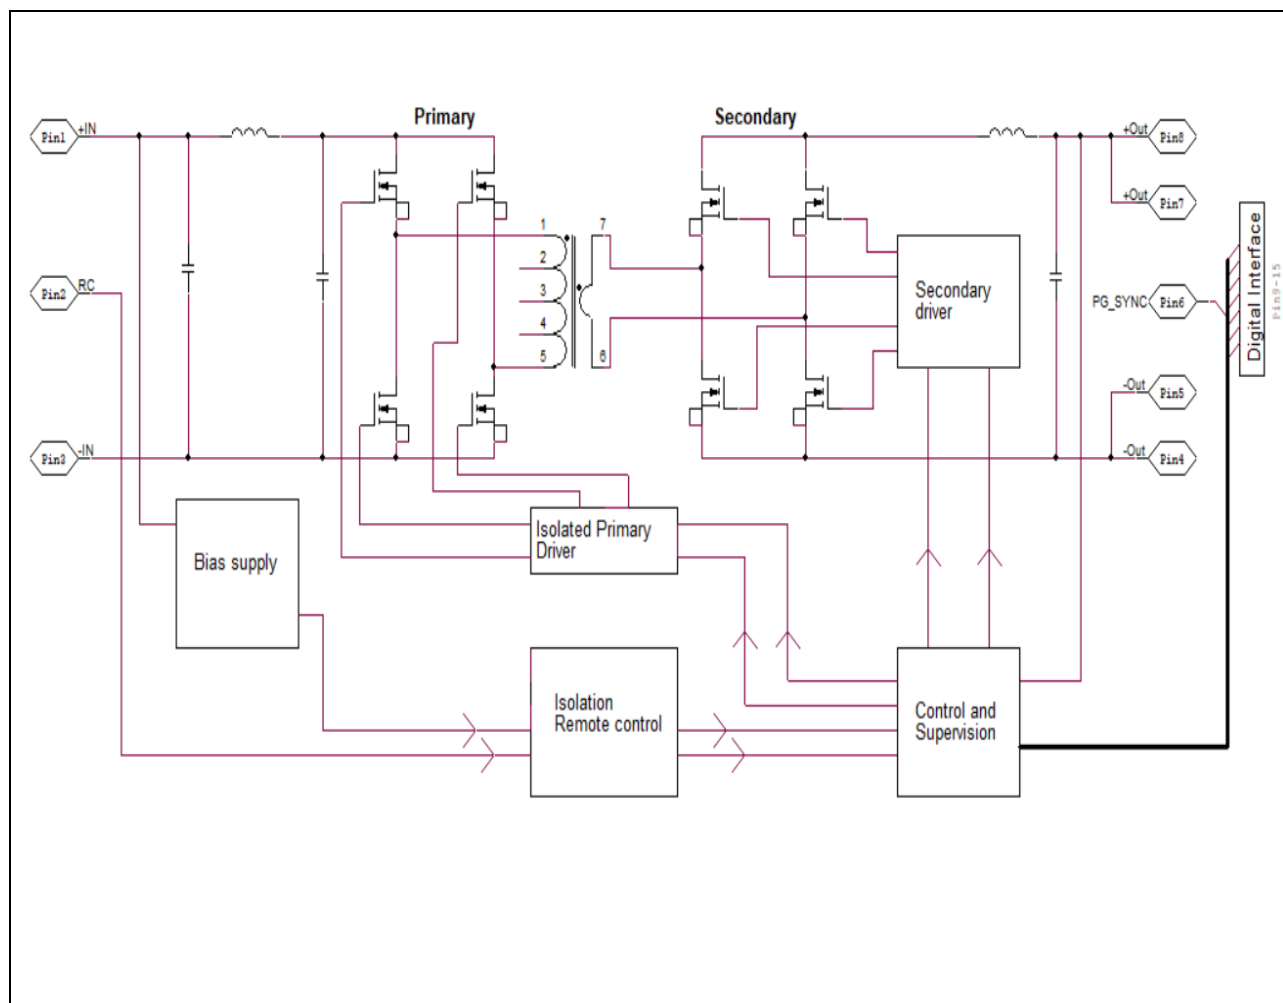 Primary
Secondary
Pin1
+IN
+Out
Pin8
+Out
Pin7
1
2
3
4
5
7
6
Pin2
RC
PG_SYNC
Pin6
Digital Interface
Pin9-15
Secondary
driver
-Out
Pin5
Pin3
-IN
-Out
Pin4
Bias supply
Isolated Primary
Driver
Isolation
Remote control
Control and
Supervision